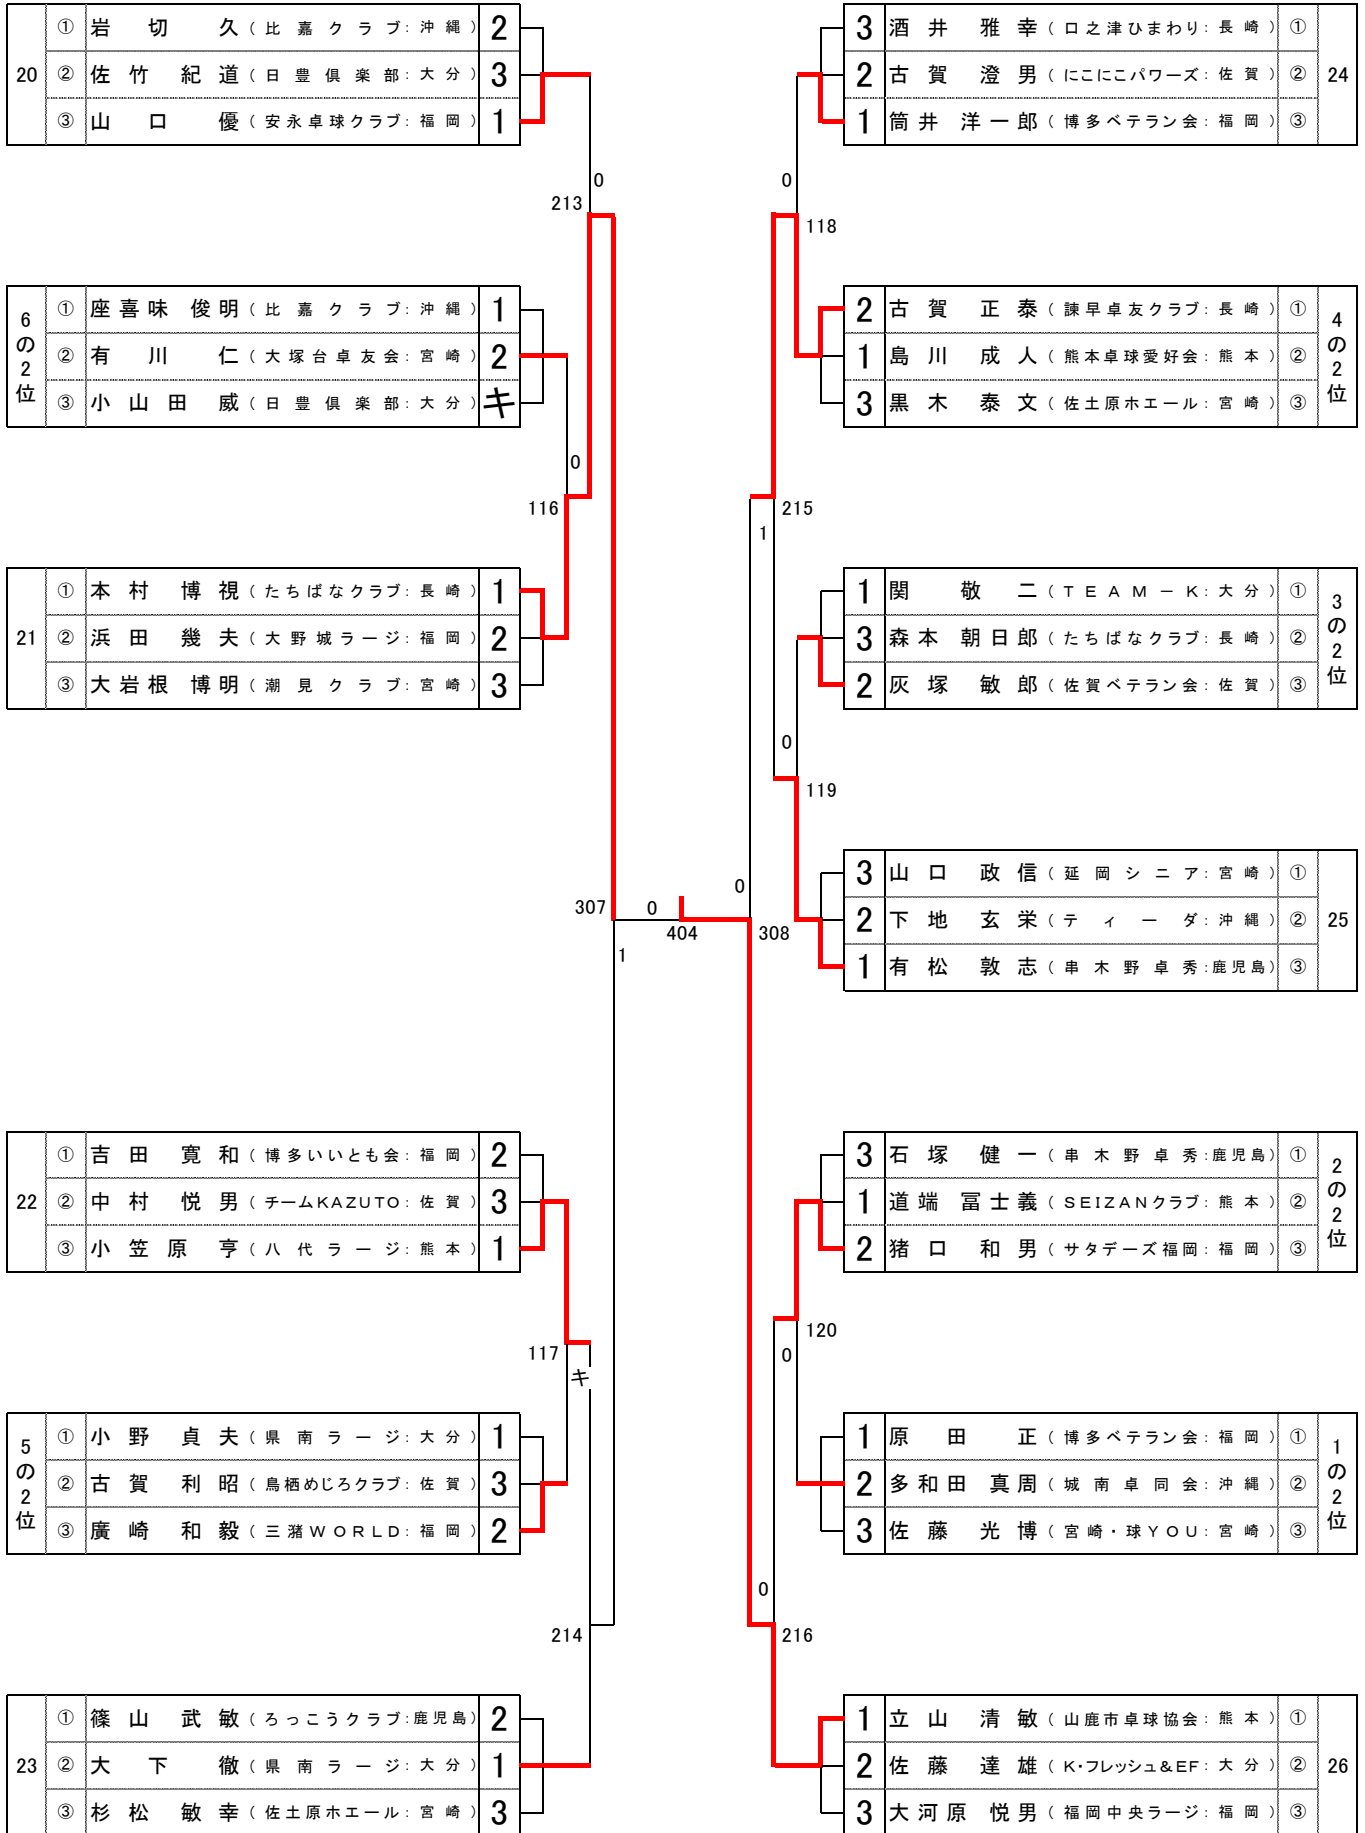 ① 岩切 久 (比嘉クラブ:沖縄) 2
20 ② 佐竹 紀道 (日豊倶楽部:大分) 3
③ 山口 優 (安永卓球クラブ:福岡) 1
0
213
6の2位 ① 座喜味 俊明 (比嘉クラブ:沖縄) 1
② 有川 仁 (大塚台卓友会:宮崎) 2
③ 小山田 威 (日豊倶楽部:大分) キ
0
116
① 本村 博視 (たちばなクラブ:長崎) 1
21 ② 浜田 幾夫 (大野城ラージ:福岡) 2
③ 大岩根 博明 (潮見クラブ:宮崎) 3
307
1
① 吉田 寛和 (博多いいとも会:福岡) 2
22 ② 中村 悦男 (チームKAZUTO:佐賀) 3
③ 小笠原 亨 (八代ラージ:熊本) 1
117
キ
5の2位 ① 小野 貞夫 (県南ラージ:大分) 1
② 古賀 利昭 (鳥栖めじろクラブ:佐賀) 3
③ 廣崎 和毅 (三潴WORLD:福岡) 2
214
① 篠山 武敏 (ろっこうクラブ:鹿児島) 2
23 ② 大下 徹 (県南ラージ:大分) 1
③ 杉松 敏幸 (佐土原ホエール:宮崎) 3
0
404
3 酒井 雅幸 (口之津ひまわり:長崎) ①
2 古賀 澄男 (にこにこパワーズ:佐賀) ② 24
1 筒井 洋一郎 (博多ベテラン会:福岡) ③
0
118
2 古賀 正泰 (諫早卓友クラブ:長崎) ① 4の2位
1 島川 成人 (熊本卓球愛好会:熊本) ②
3 黒木 泰文 (佐土原ホエール:宮崎) ③
215
1
1 関 敬二 (TEAM－K:大分) ① 3の2位
3 森本 朝日郎 (たちばなクラブ:長崎) ②
2 灰塚 敏郎 (佐賀ベテラン会:佐賀) ③
0
119
3 山口 政信 (延岡シニア:宮崎) ①
2 下地 玄栄 (ティーダ:沖縄) ② 25
1 有松 敦志 (串木野卓秀:鹿児島) ③
0
308
3 石塚 健一 (串木野卓秀:鹿児島) ① 2の2位
1 道端 冨士義 (SEIZANクラブ:熊本) ②
2 猪口 和男 (サタデーズ福岡:福岡) ③
120
0
1 原田 正 (博多ベテラン会:福岡) ① 1の2位
2 多和田 真周 (城南卓同会:沖縄) ②
3 佐藤 光博 (宮崎・球YOU:宮崎) ③
0
216
1 立山 清敏 (山鹿市卓球協会:熊本) ①
2 佐藤 達雄 (K・フレッシュ&EF:大分) ② 26
3 大河原 悦男 (福岡中央ラージ:福岡) ③